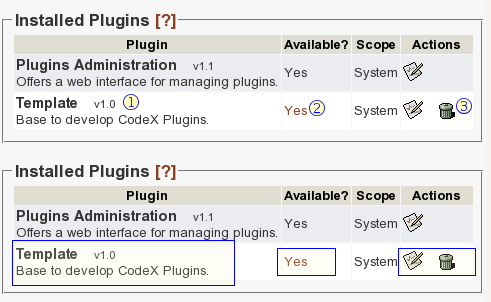 Installed Plugins [?]
Plugin Available? Scope Actions
Plugins Administration v1.1
Yes System
Offers a web interface for managing plugins.
Template v1.0 1
Yes 2 System 3
Base to develop CodeX Plugins.
Installed Plugins [?]
Plugin Available? Scope Actions
Plugins Administration v1.1
Yes System
Offers a web interface for managing plugins.
Template v1.0
Yes System
Base to develop CodeX Plugins.